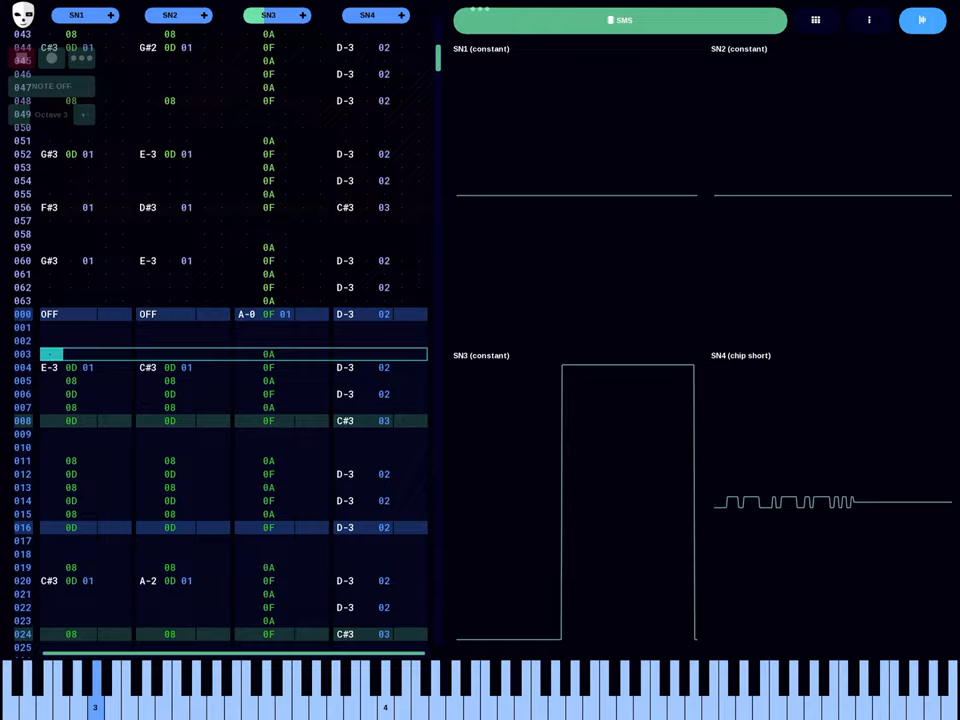 SN1 + SN2 + SN3 + SN4 + SMS
043 08 08 0A
044 C#3 0D 01 G#2 0D 01 0F D-3 02
045 0A
046 0F D-3 02
047 0A
NOTE OFF
048 08 08 0F D-3 02
049
Octave 3
050
051 0A
052 G#3 0D 01 E-3 0D 01 0F D-3 02
053 0A
054 0F D-3 02
055 0A
056 F#3 01 D#3 01 0F C#3 03
057
058
059 0A
060 G#3 01 E-3 01 0F D-3 02
061 0A
062 0F D-3 02
063 0A
000 OFF OFF A-0 0F 01 D-3 02
001
002
003 0A
004 E-3 0D 01 C#3 0D 01 0F D-3 02
005 08 08 0A
006 0D 0D 0F D-3 02
007 08 08 0A
008 0D 0D 0F C#3 03
009
010
011 08 08 0A
012 0D 0D 0F D-3 02
013 08 08 0A
014 0D 0D 0F D-3 02
015 08 08 0A
016 0D 0D 0F D-3 02
017
018
019 08 08 0A
020 C#3 0D 01 A-2 0D 01 0F D-3 02
021 0A
022 0F D-3 02
023 0A
024 08 08 0F C#3 03
025
SN1 (constant)
SN2 (constant)
SN3 (constant)
SN4 (chip short)
3 4